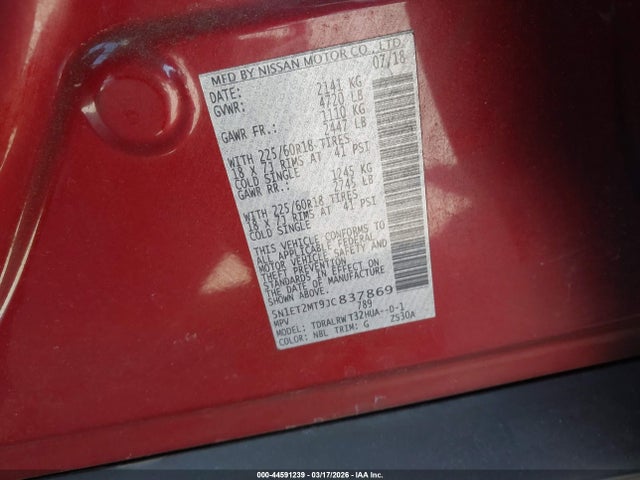 MFD BY NISSAN MOTOR CO., LTD.
DATE: 07/18
GVWR: 2141 KG
4720 LB
GAWR FR.: 1110 KG
2447 LB
WITH 225/60R18 TIRES
18 X 7J RIMS AT 41 PSI
COLD SINGLE
GAWR RR.: 1245 KG
2745 LB
WITH 225/60R18 TIRES
18 X 7J RIMS AT 41 PSI
COLD SINGLE
THIS VEHICLE CONFORMS TO
ALL APPLICABLE FEDERAL
MOTOR VEHICLE SAFETY AND
THEFT PREVENTION
STANDARDS IN EFFECT ON
THE DATE OF MANUFACTURE
SHOWN ABOVE.
5N1ET2MT9JC837869
MPV 789
MODEL: TDRALRW T32HUA--D-1
COLOR: NBL TRIM: G ZS30A
000-44591239 | 03/17/2026 | IAA Inc.